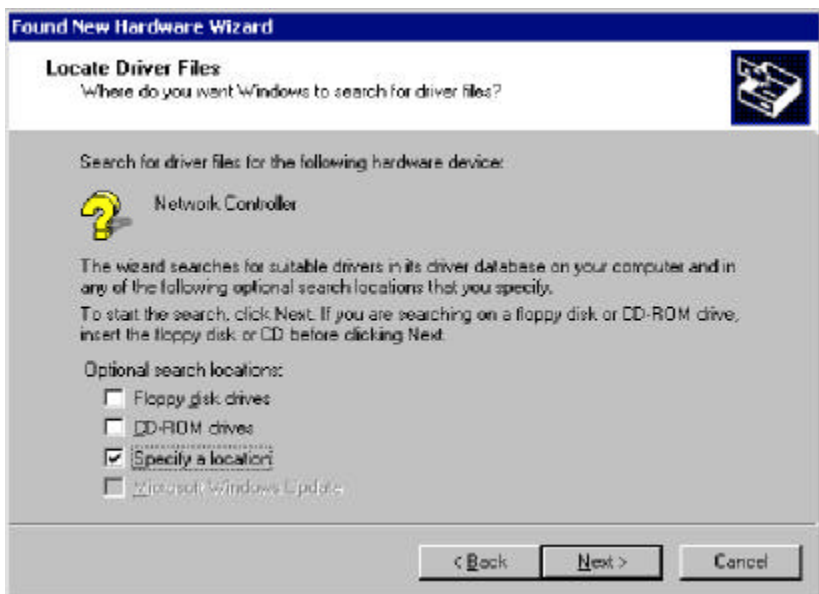 Found New Hardware Wizard
Locate Driver Files
Where do you want Windows to search for driver files?
Search for driver files for the following hardware device:
Network Controller
The wizard searches for suitable drivers in its driver database on your computer and in
any of the following optional search locations that you specify.
To start the search, click Next. If you are searching on a floppy disk or CD-ROM drive,
insert the floppy disk or CD before clicking Next.
Optional search locations:
Floppy disk drives
CD-ROM drives
Specify a location
Microsoft Windows Update
< Back Next > Cancel